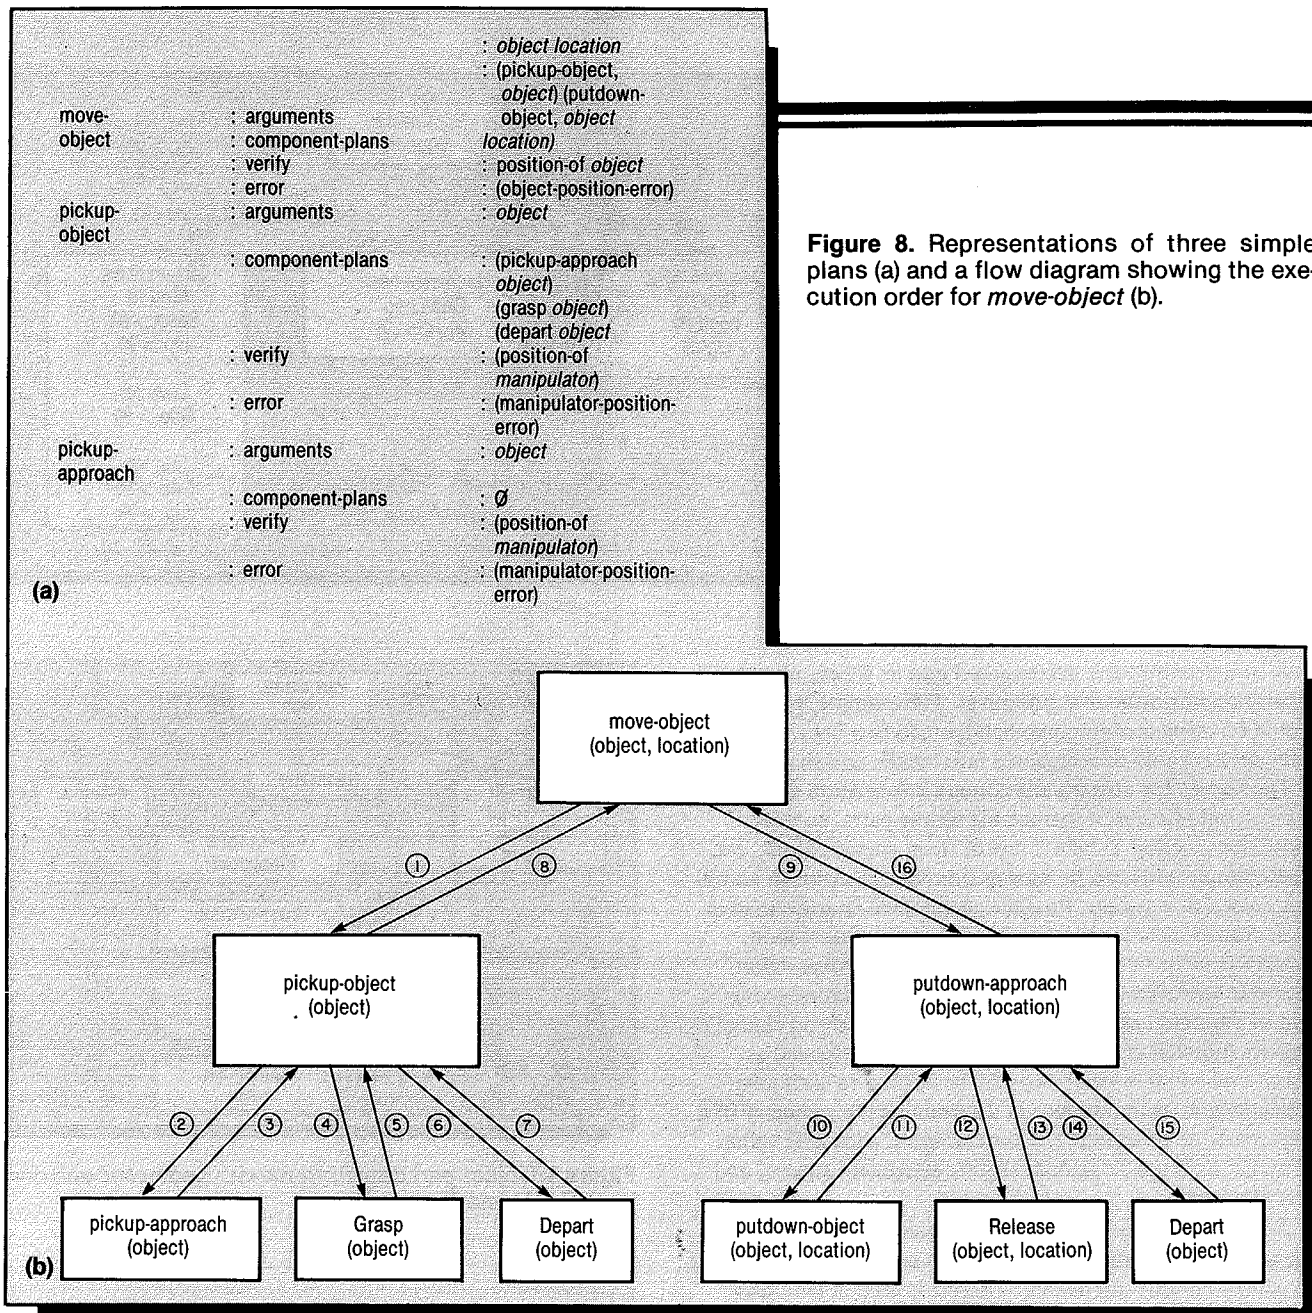 : object location
: (pickup-object,
object) (putdown-
move- : arguments object, object
object : component-plans location)
: verify : position-of object
: error : (object-position-error)
pickup- : arguments : object
object
: component-plans : (pickup-approach
object)
(grasp object)
(depart object
: verify : (position-of
manipulator)
: error : (manipulator-position-
error)
pickup- : arguments : object
approach
: component-plans : Ø
: verify : (position-of
manipulator)
: error : (manipulator-position-
error)
(a)
Figure 8. Representations of three simple
plans (a) and a flow diagram showing the exe-
cution order for move-object (b).
move-object
(object, location)
1 8 9 16
pickup-object
(object)
putdown-approach
(object, location)
2 3 4 5 6 7 10 11 12 13 14 15
pickup-approach
(object)
Grasp
(object)
Depart
(object)
putdown-object
(object, location)
Release
(object, location)
Depart
(object)
(b)